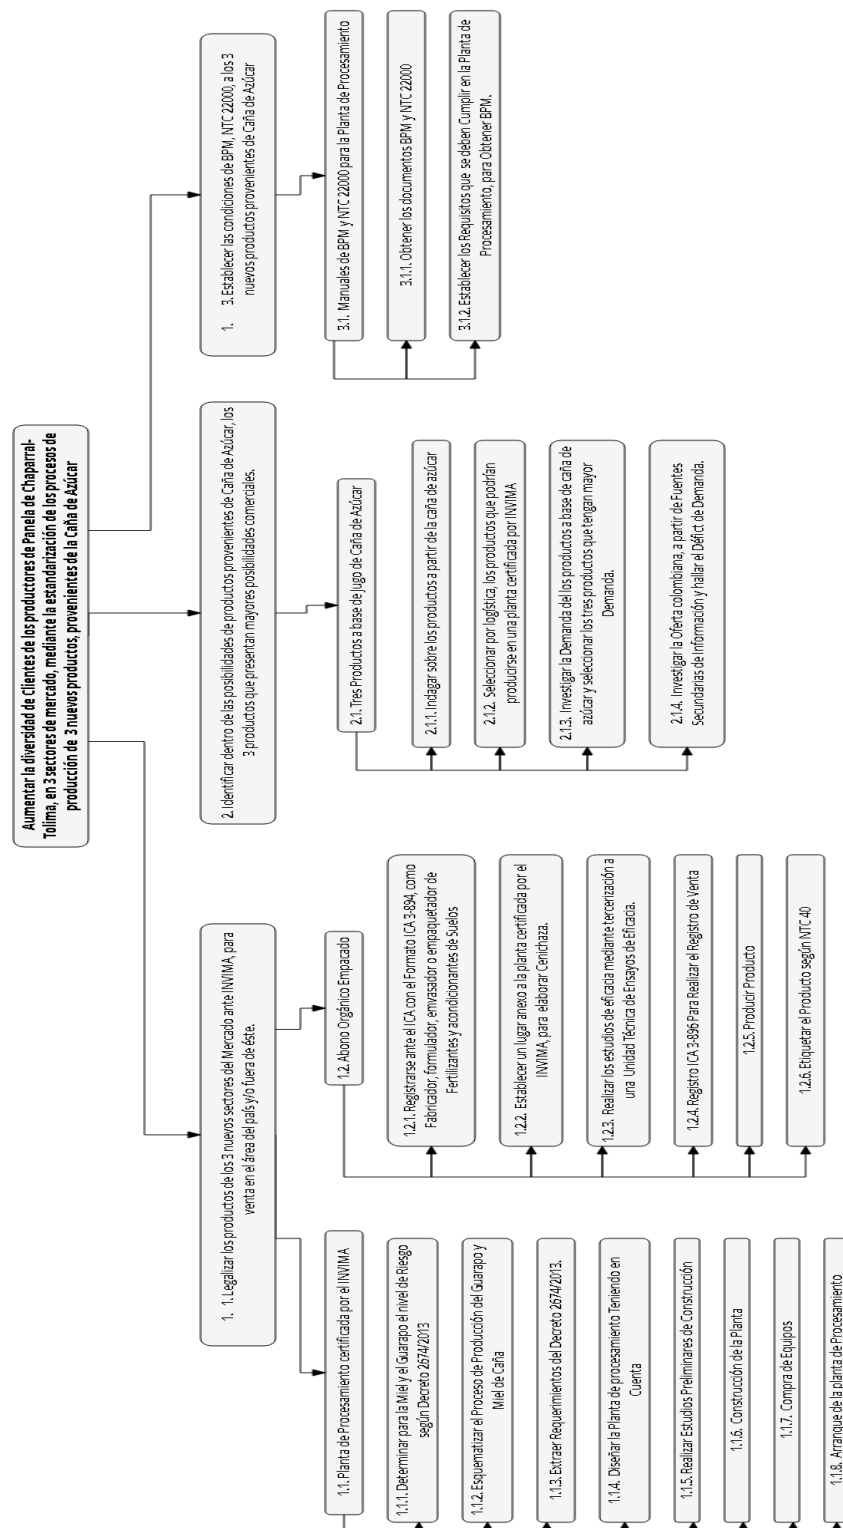 Aumentar la diversidad de Clientes de los productores de Panela de Chaparral-
Tolima, en 3 sectores de mercado, mediante la estandarización de los procesos de
producción de 3 nuevos productos, provenientes de la Caña de Azúcar
1. 1. Legalizar los productos de los 3 nuevos sectores del Mercado ante INVIMA, para
venta en el área del país y/o fuera de éste.
1.1. Planta de Procesamiento certificada por el INVIMA
1.1.1. Determinar para la Miel y el Guarapo el nivel de Riesgo
según Decreto 2674/2013
1.1.2. Esquematizar el Proceso de Producción del Guarapo y
Miel de Caña
1.1.3. Extraer Requerimientos del Decreto 2674/2013.
1.1.4. Diseñar la Planta de procesamiento Teniendo en
Cuenta
1.1.5. Realizar Estudios Preliminares de Construcción
1.1.6. Construcción de la Planta
1.1.7. Compra de Equipos
1.1.8. Arranque de la planta de Procesamiento
1.2. Abono Orgánico Empacado
1.2.1. Registrarse ante el ICA con el Formato ICA 3-894, como
Fabricador, formulador, emvasador o empaquetador de
Fertilizantes y acondicionantes de Suelos
1.2.2. Establecer un lugar anexo a la planta certificada por el
INVIMA, para elaborar Cenichaza.
1.2.3. Realizar los estudios de eficacia mediante tercerización a
una Unidad Técnica de Ensayos de Eficacia.
1.2.4. Registro ICA 3-896 Para Realizar el Registro de Venta
1.2.5. Producir Producto
1.2.6. Etiquetar el Producto según NTC 40
2. Identificar dentro de las posibilidades de productos provenientes de Caña de Azúcar, los
3 productos que presentan mayores posibilidades comerciales.
2.1. Tres Productos a base de Jugo de Caña de Azúcar
2.1.1. Indagar sobre los productos a partir de la caña de azúcar
2.1.2. Seleccionar por logística, los productos que podrían
producirse en una planta certificada por INVIMA
2.1.3. Investigar la Demanda del los productos a base de caña de
azúcar y seleccionar los tres productos que tengan mayor
Demanda.
2.1.4. Investigar la Oferta colombiana, a partir de Fuentes
Secundarias de Información y hallar el Déficit de Demanda.
1. 3. Establecer las condiciones de BPM, NTC 22000, a los 3
nuevos productos provenientes de Caña de Azúcar
3.1. Manuales de BPM y NTC 22000 para la Planta de Procesamiento
3.1.1. Obtener los documentos BPM y NTC 22000
3.1.2. Establecer los Requisitos que se deben Cumplir en la Planta de
Procesamiento, para Obtener BPM.